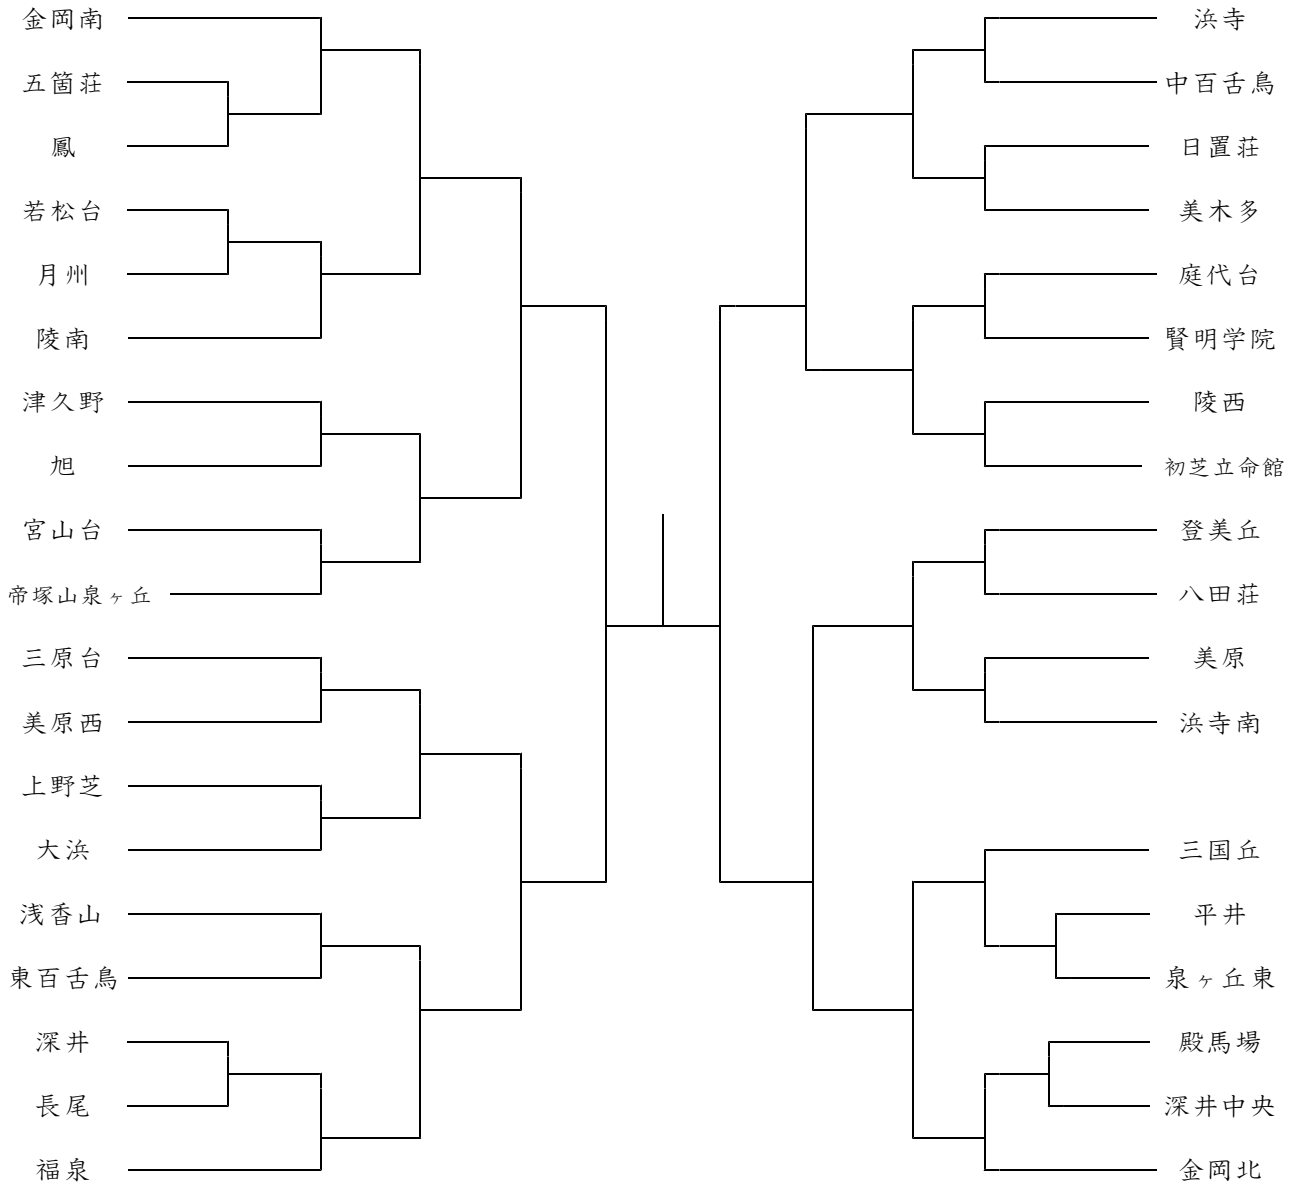 金岡南
五箇荘
鳳
若松台
月州
陵南
津久野
旭
宮山台
帝塚山泉ヶ丘
三原台
美原西
上野芝
大浜
浅香山
東百舌鳥
深井
長尾
福泉
浜寺
中百舌鳥
日置荘
美木多
庭代台
賢明学院
陵西
初芝立命館
登美丘
八田荘
美原
浜寺南
三国丘
平井
泉ヶ丘東
殿馬場
深井中央
金岡北